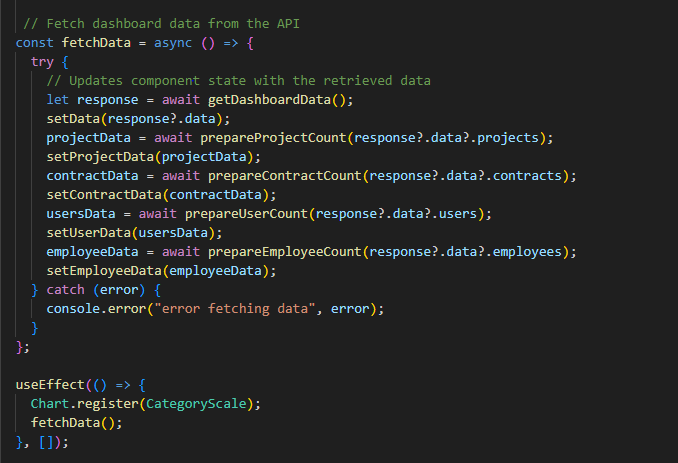 // Fetch dashboard data from the API
const fetchData = async () => {
try {
// Updates component state with the retrieved data
let response = await getDashboardData();
setData(response?.data);
projectData = await prepareProjectCount(response?.data?.projects);
setProjectData(projectData);
contractData = await prepareContractCount(response?.data?.contracts);
setContractData(contractData);
usersData = await prepareUserCount(response?.data?.users);
setUserData(usersData);
employeeData = await prepareEmployeeCount(response?.data?.employees);
setEmployeeData(employeeData);
} catch (error) {
console.error("error fetching data", error);
}
};
useEffect(() => {
Chart.register(CategoryScale);
fetchData();
}, []);